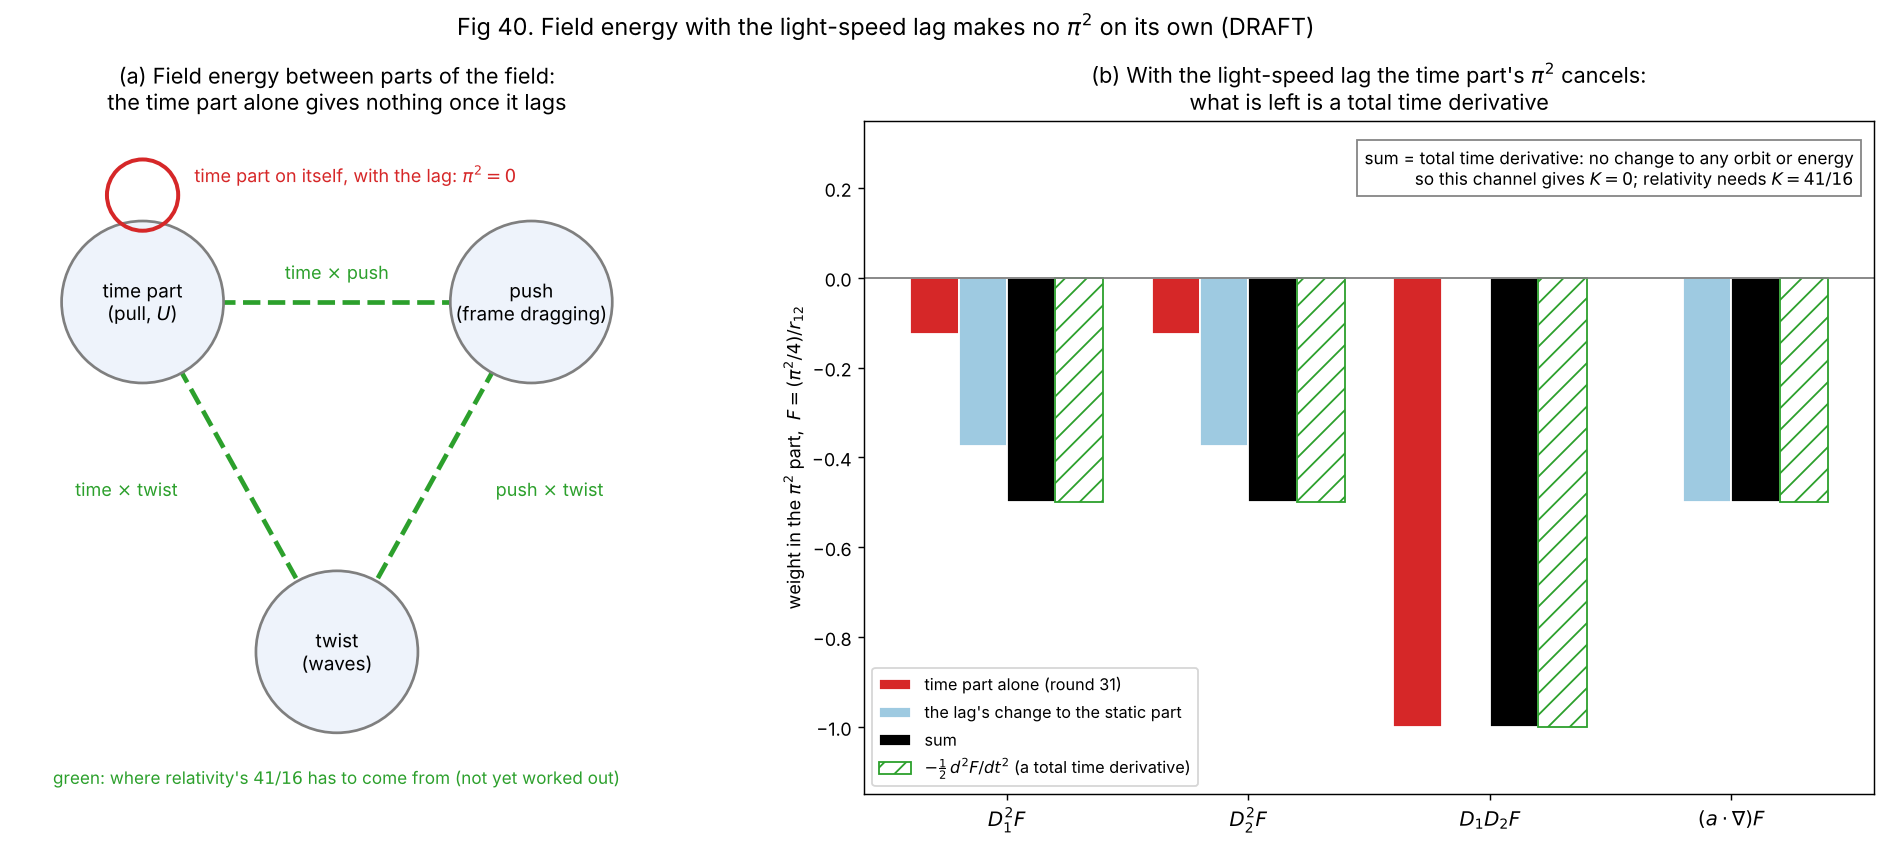 Fig 40. Field energy with the light-speed lag makes no π² on its own (DRAFT)
(a) Field energy between parts of the field:
the time part alone gives nothing once it lags
time part on itself, with the lag: π² = 0
time part
(pull, U)
time × push
push
(frame dragging)
time × twist
push × twist
twist
(waves)
green: where relativity's 41/16 has to come from (not yet worked out)
(b) With the light-speed lag the time part's π² cancels:
what is left is a total time derivative
sum = total time derivative: no change to any orbit or energy
so this channel gives K = 0; relativity needs K = 41/16
weight in the π² part, F = (π²/4)/r₁₂
0.2
0.0
−0.2
−0.4
−0.6
−0.8
−1.0
time part alone (round 31)
the lag's change to the static part
sum
−½ d²F/dt² (a total time derivative)
D₁²F
D₂²F
D₁D₂F
(a · ∇)F